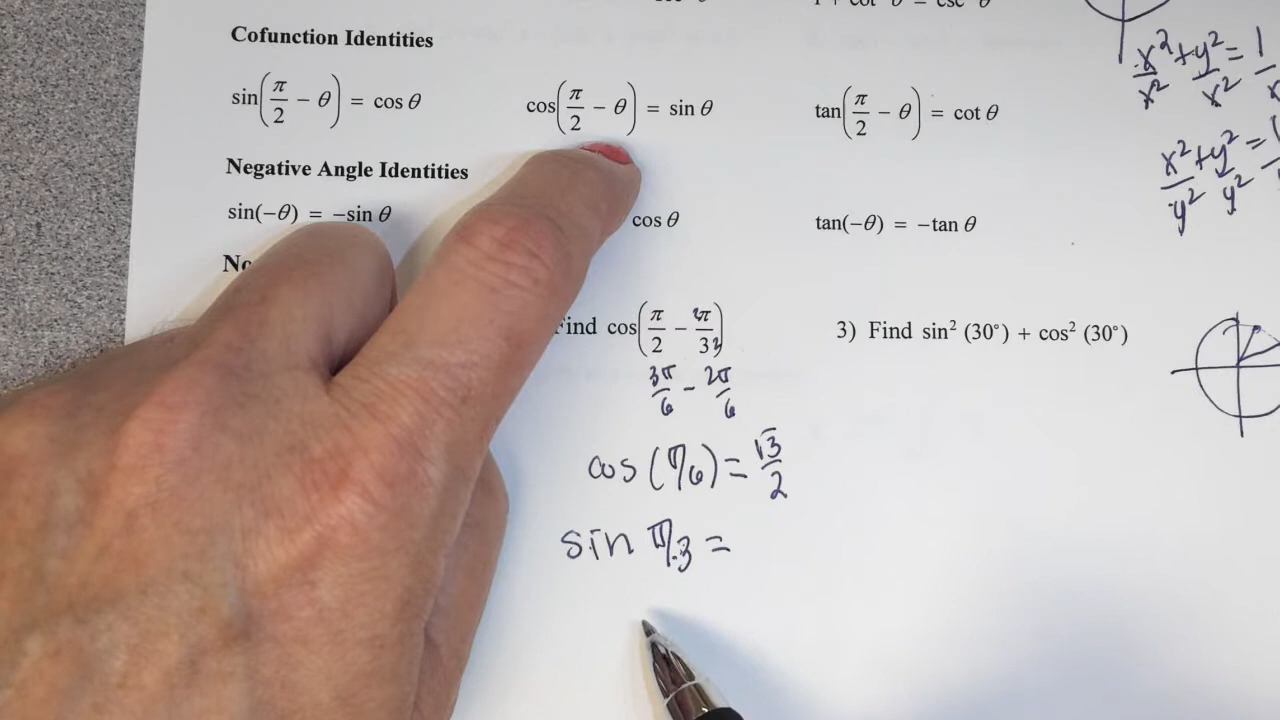 Cofunction Identities
sin(π/2 − θ) = cos θ
cos(π/2 − θ) = sin θ
tan(π/2 − θ) = cot θ
x²/x² + y²/x² = 1/x
Negative Angle Identities
x²/y² + y²/y² = 1
sin(−θ) = −sin θ
cos θ
tan(−θ) = −tan θ
Find cos(π/2 − π/3)
3) Find sin² (30°) + cos² (30°)
3π/6 − 2π/6
cos (π/6) = √3/2
sin π/3 =